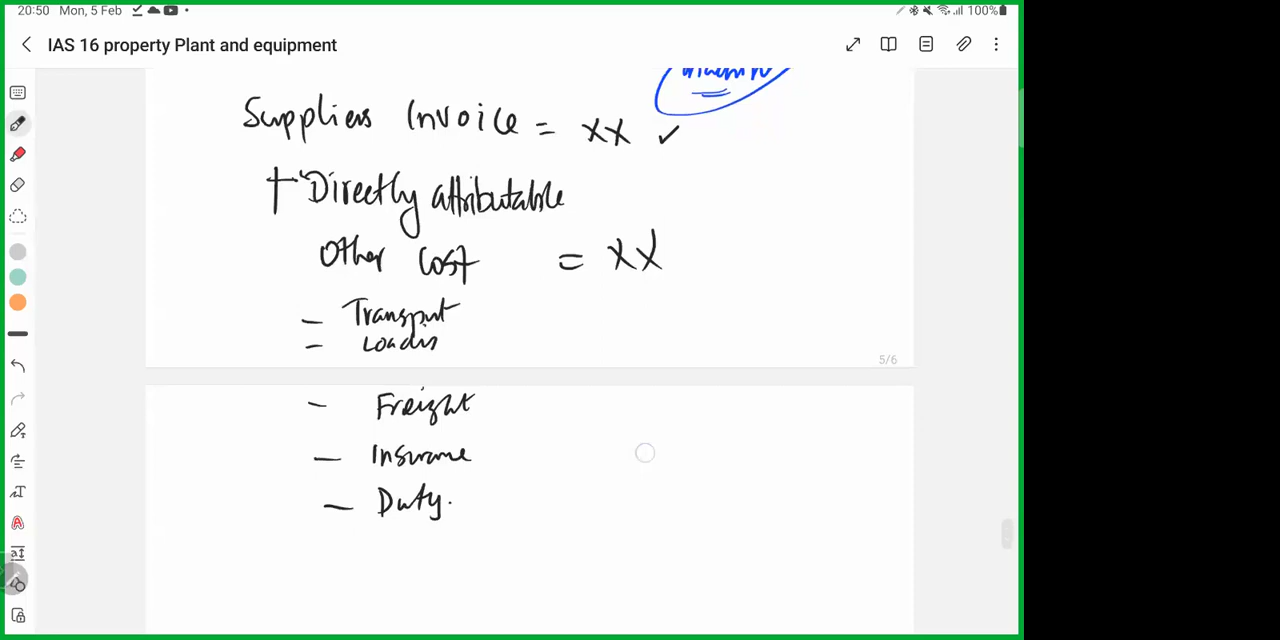 20:50 Mon, 5 Feb 100%
IAS 16 property Plant and equipment
Suppliers Invoice = XX ✓
+ Directly attributable
Other Cost = XX
- Transport
- Loading
5/6
- Freight
- Insurance
- Duty.